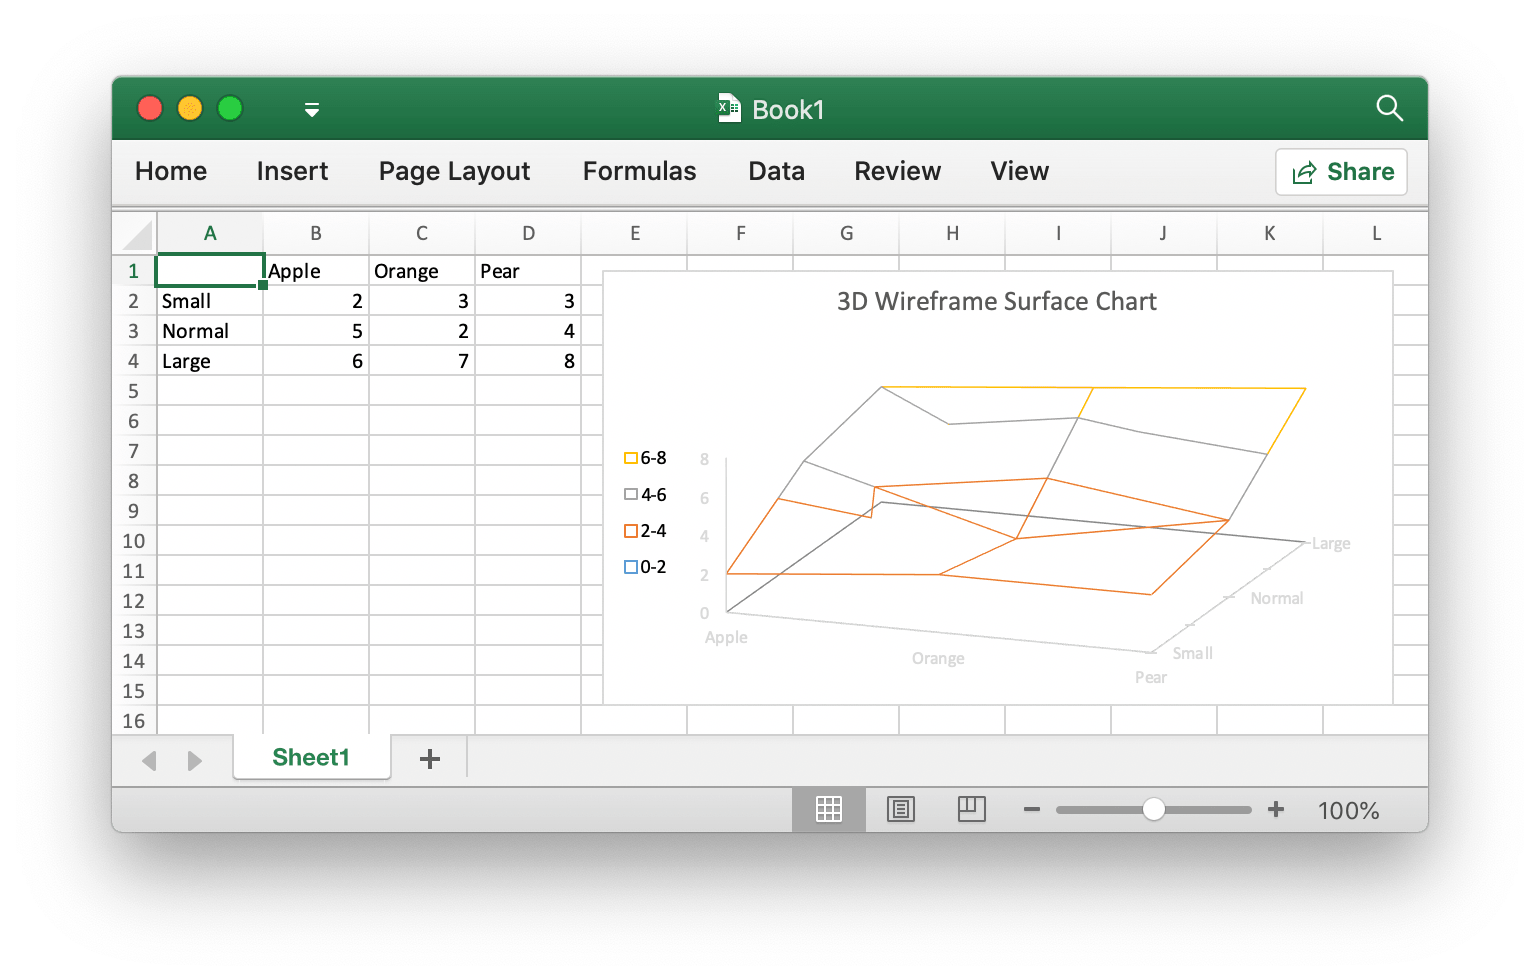 Book1
Home Insert Page Layout Formulas Data Review View Share
A B C D E F G H I J K L
1 Apple Orange Pear
2 Small 2 3 3
3 Normal 5 2 4
4 Large 6 7 8
5
6
7
8
9
10
11
12
13
14
15
16
3D Wireframe Surface Chart
6-8
4-6
2-4
0-2
8
6
4
2
0
Apple
Orange
Pear
Small
Normal
Large
Sheet1
100%